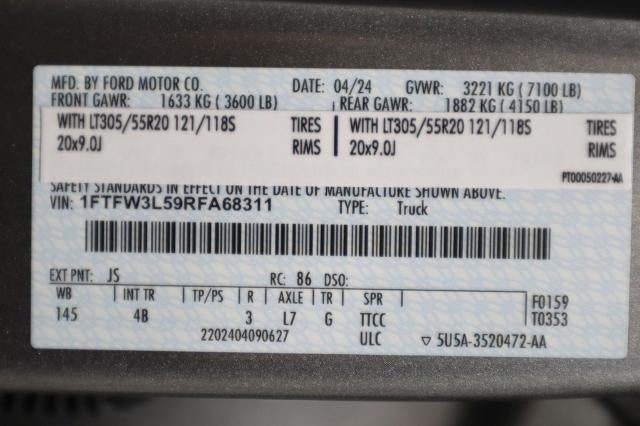 MFD. BY FORD MOTOR CO. DATE: 04/24 GVWR: 3221 KG (7100 LB)
FRONT GAWR: 1633 KG (3600 LB) REAR GAWR: 1882 KG (4150 LB)
WITH LT305/55R20 121/118S TIRES WITH LT305/55R20 121/118S TIRES
20x9.0J RIMS 20x9.0J RIMS
PT00050227-AA
SAFETY STANDARDS IN EFFECT ON THE DATE OF MANUFACTURE SHOWN ABOVE.
VIN: 1FTFW3L59RFA68311 TYPE: Truck
EXT PNT: JS RC: 86 DSO:
WB INT TR TP/PS R AXLE TR SPR F0159
145 4B 3 L7 G TTCC T0353
2202404090627 ULC ▽ 5U5A-3520472-AA